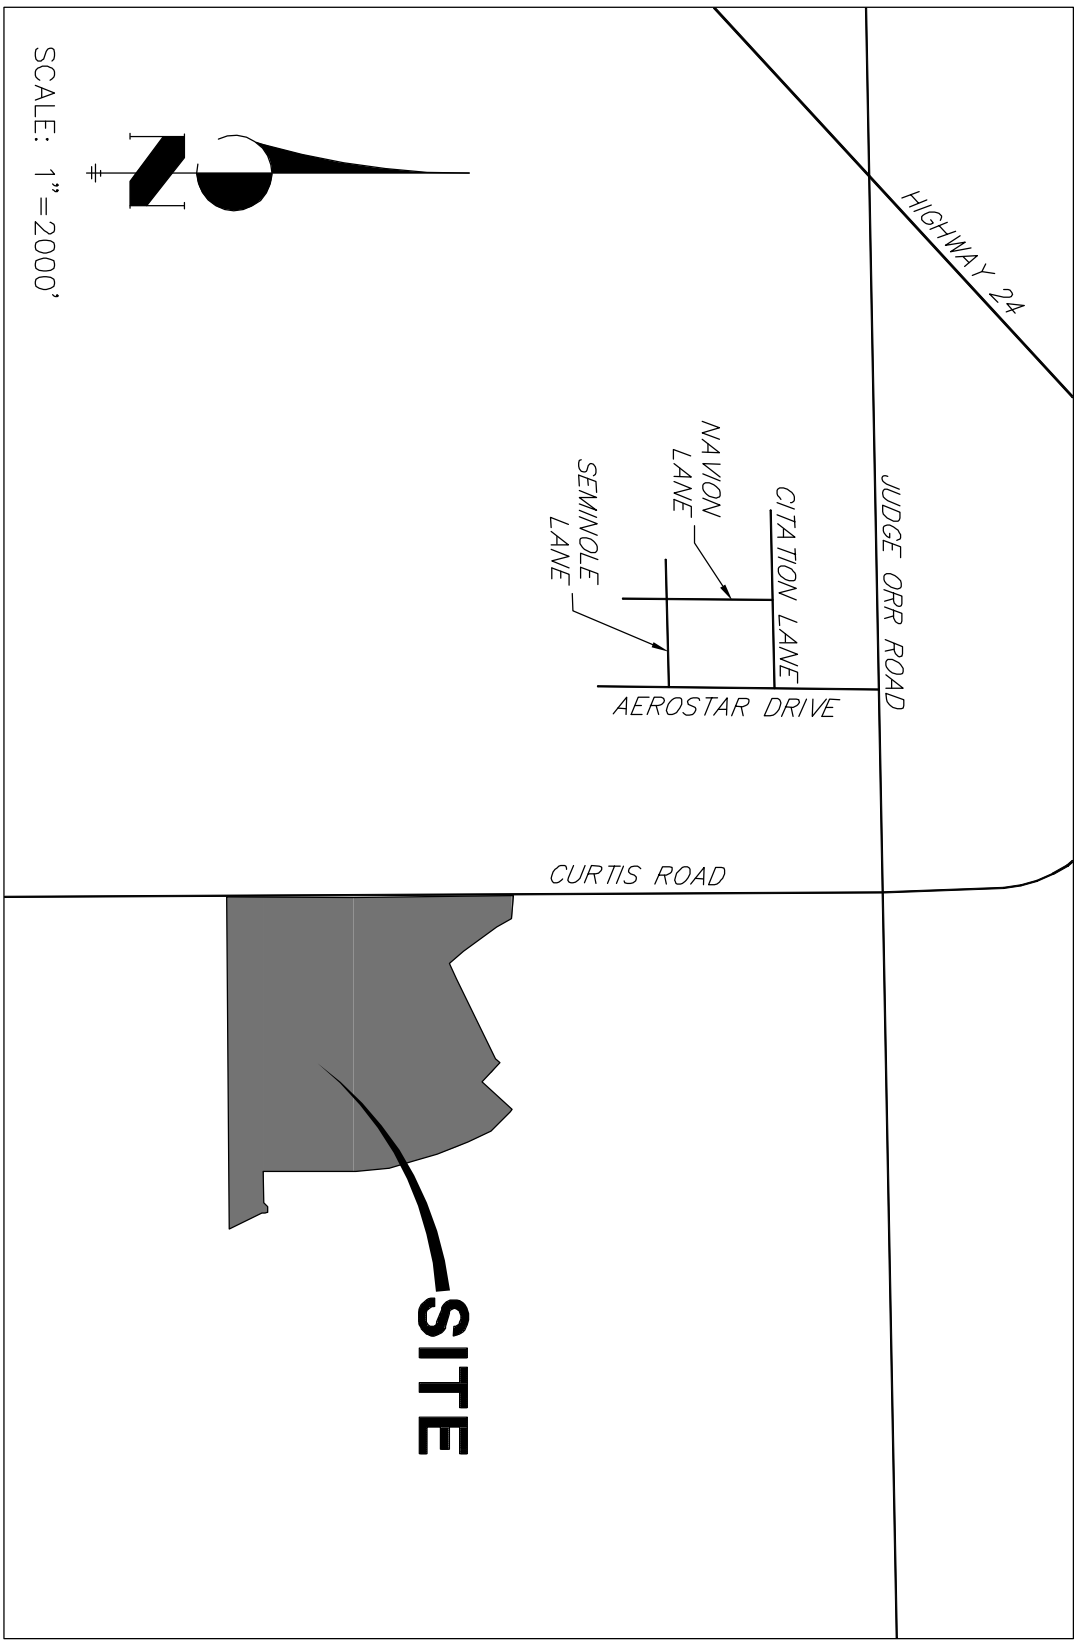 HIGHWAY 24
JUDGE ORR ROAD
CITATION LANE
NAVION
LANE
SEMINOLE
LANE
AEROSTAR DRIVE
CURTIS ROAD
SITE
N
SCALE: 1"=2000'